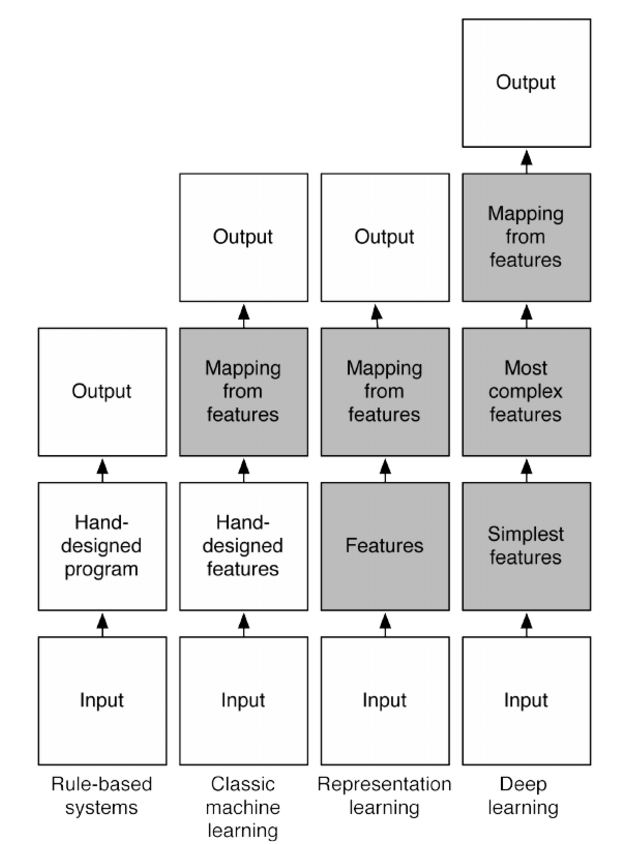 Output
Mapping
from
features
Output
Output
Output
Mapping
from
features
Mapping
from
features
Most
complex
features
Hand-
designed
program
Hand-
designed
features
Features
Simplest
features
Input
Input
Input
Input
Rule-based
systems
Classic
machine
learning
Representation
learning
Deep
learning